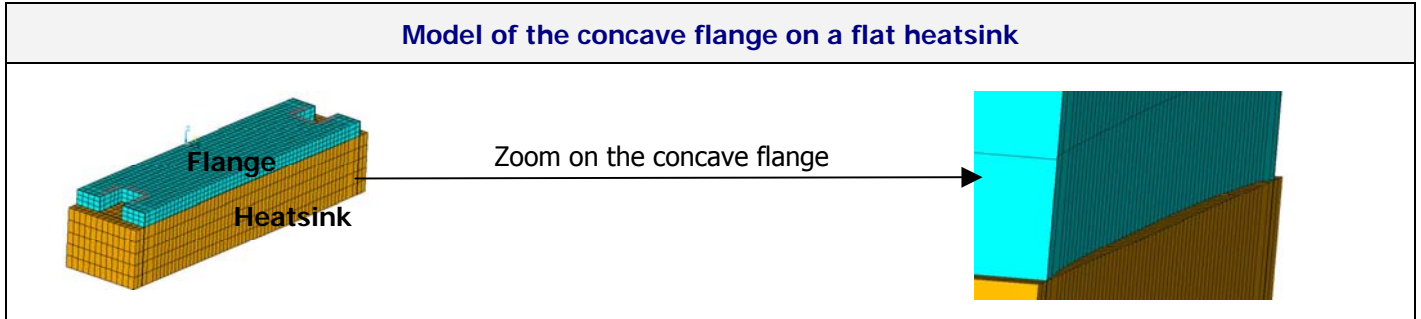 Model of the concave flange on a flat heatsink
Flange
Zoom on the concave flange
Heatsink